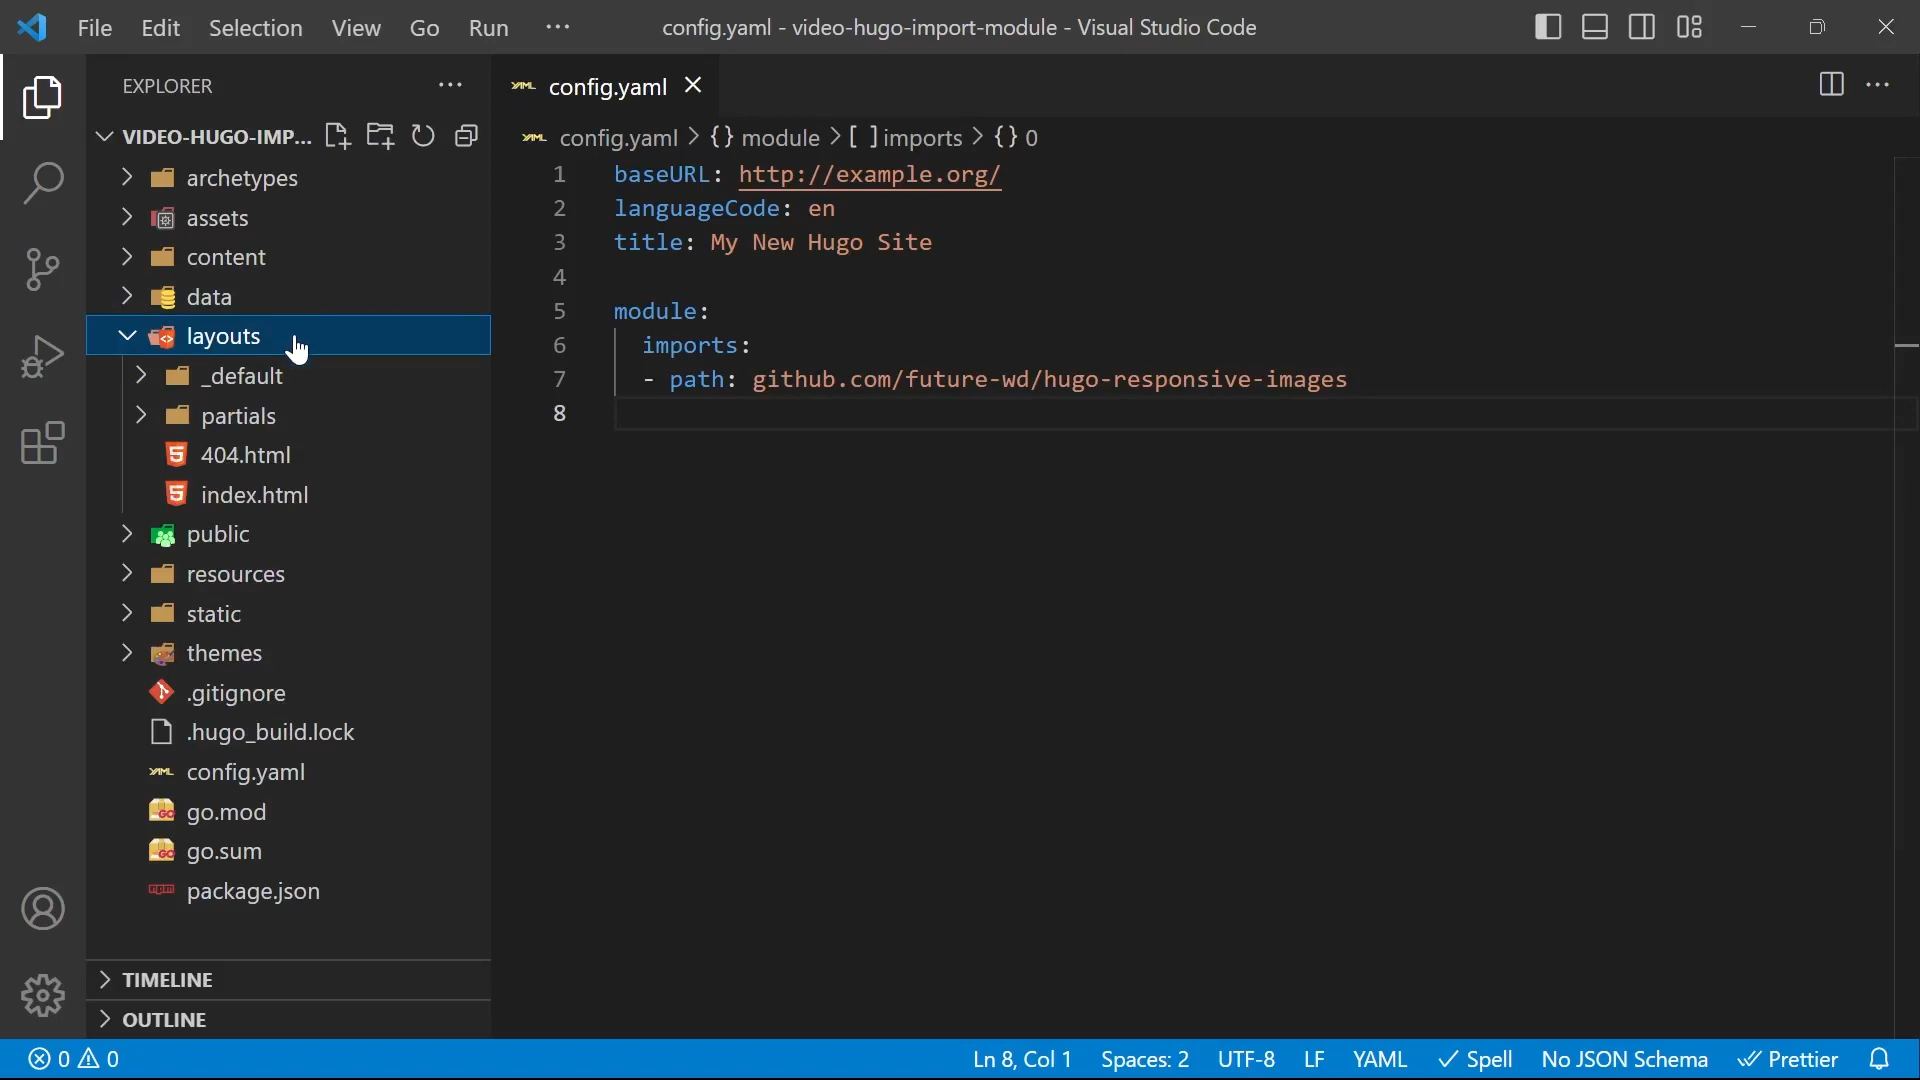 File Edit Selection View Go Run ··· config.yaml - video-hugo-import-module - Visual Studio Code
EXPLORER ···
VIDEO-HUGO-IMP...
archetypes
assets
content
data
layouts
_default
partials
404.html
index.html
public
resources
static
themes
.gitignore
.hugo_build.lock
config.yaml
go.mod
go.sum
package.json
TIMELINE
OUTLINE
YAML config.yaml
YAML config.yaml > {} module > [ ] imports > {} 0
1 baseURL: http://example.org/
2 languageCode: en
3 title: My New Hugo Site
4
5 module:
6 imports:
7 - path: github.com/future-wd/hugo-responsive-images
8
0 0 Ln 8, Col 1 Spaces: 2 UTF-8 LF YAML Spell No JSON Schema Prettier